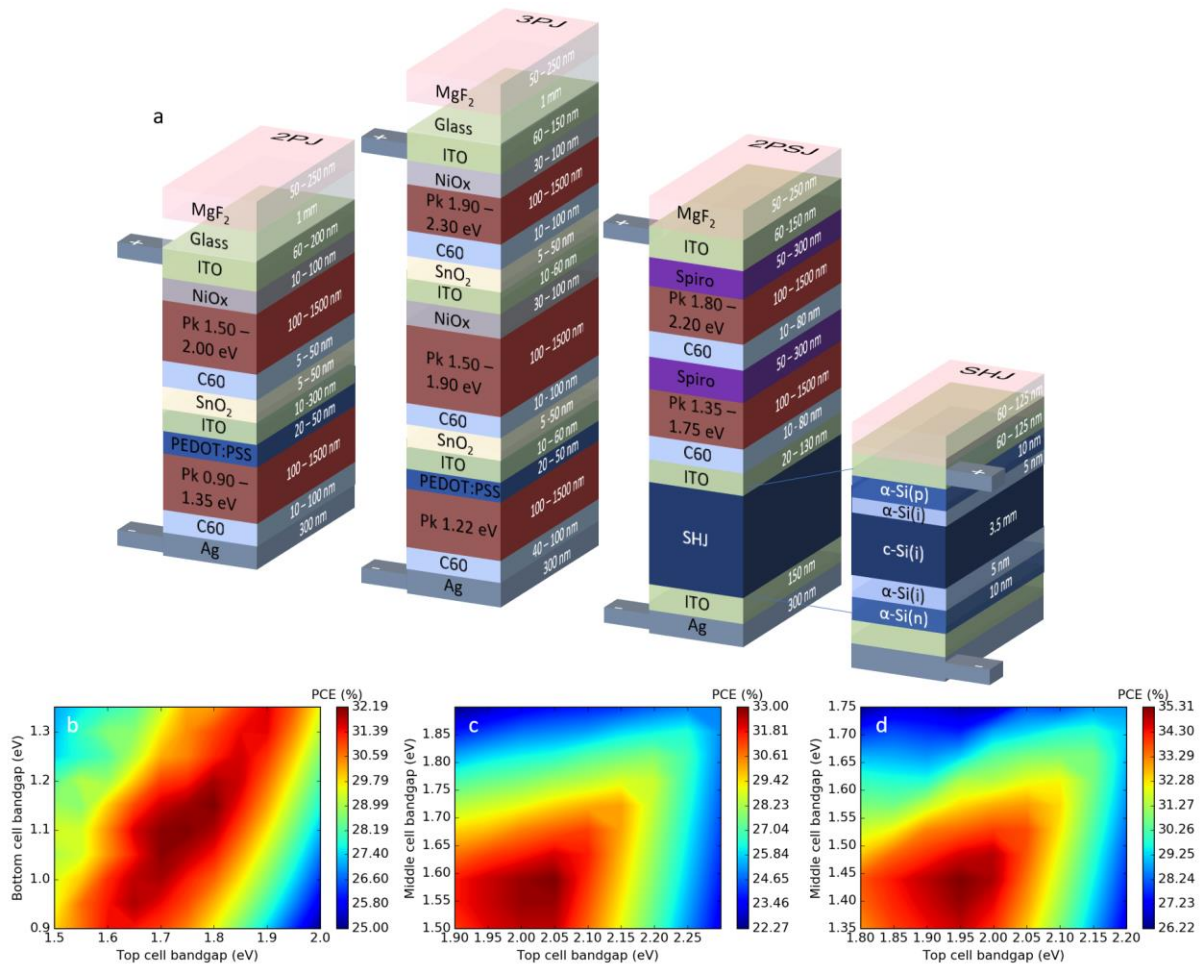 a
2PJ
MgF2
50 – 250 nm
Glass
1 mm
ITO
60 – 200 nm
NiOx
10 – 100 nm
Pk 1.50 –
2.00 eV
100 – 1500 nm
C60
5 – 50 nm
SnO2
5 – 50 nm
ITO
10 -300 nm
PEDOT:PSS
20 – 50 nm
Pk 0.90 –
1.35 eV
100 – 1500nm
C60
10 – 100 nm
Ag
300 nm
+
–
3PJ
MgF2
50 – 250 nm
Glass
1 mm
ITO
60 – 150 nm
NiOx
30 – 100 nm
Pk 1.90 –
2.30 eV
100 – 1500 nm
C60
10 – 100 nm
SnO2
5 – 50 nm
ITO
10 -60 nm
NiOx
30 – 100 nm
Pk 1.50 –
1.90 eV
100 – 1500 nm
C60
10 - 100 nm
SnO2
5 -50 nm
ITO
10 – 60 nm
PEDOT:PSS
20 – 50 nm
Pk 1.22 eV
100 – 1500nm
C60
40 – 100 nm
Ag
300 nm
+
–
2PSJ
MgF2
50 – 250 nm
ITO
60 -150 nm
Spiro
50 – 300 nm
Pk 1.80 –
2.20 eV
100 – 1500 nm
C60
10 – 80 nm
Spiro
50 – 300 nm
Pk 1.35 –
1.75 eV
100 – 1500 nm
C60
10 - 80 nm
ITO
20 – 130 nm
SHJ
ITO
150 nm
Ag
300 nm
+
–
SHJ
60 – 125 nm
60 – 125 nm
α-Si(p)
10 nm
α-Si(i)
5 nm
c-Si(i)
3.5 mm
α-Si(i)
5 nm
α-Si(n)
10 nm
+
–
b
PCE (%)
32.19
31.39
30.59
29.79
28.99
28.19
27.40
26.60
25.80
25.00
Bottom cell bandgap (eV)
1.3
1.2
1.1
1.0
0.9
1.5 1.6 1.7 1.8 1.9 2.0
Top cell bandgap (eV)
c
PCE (%)
33.00
31.81
30.62
29.42
28.23
27.04
25.84
24.65
23.46
22.27
Middle cell bandgap (eV)
1.85
1.80
1.75
1.70
1.65
1.60
1.55
1.50
1.90 1.95 2.00 2.05 2.10 2.15 2.20 2.25
Top cell bandgap (eV)
d
PCE (%)
35.31
34.30
33.29
32.28
31.27
30.26
29.25
28.24
27.23
26.22
Middle cell bandgap (eV)
1.75
1.70
1.65
1.60
1.55
1.50
1.45
1.40
1.35
1.80 1.85 1.90 1.95 2.00 2.05 2.10 2.15 2.20
Top cell bandgap (eV)